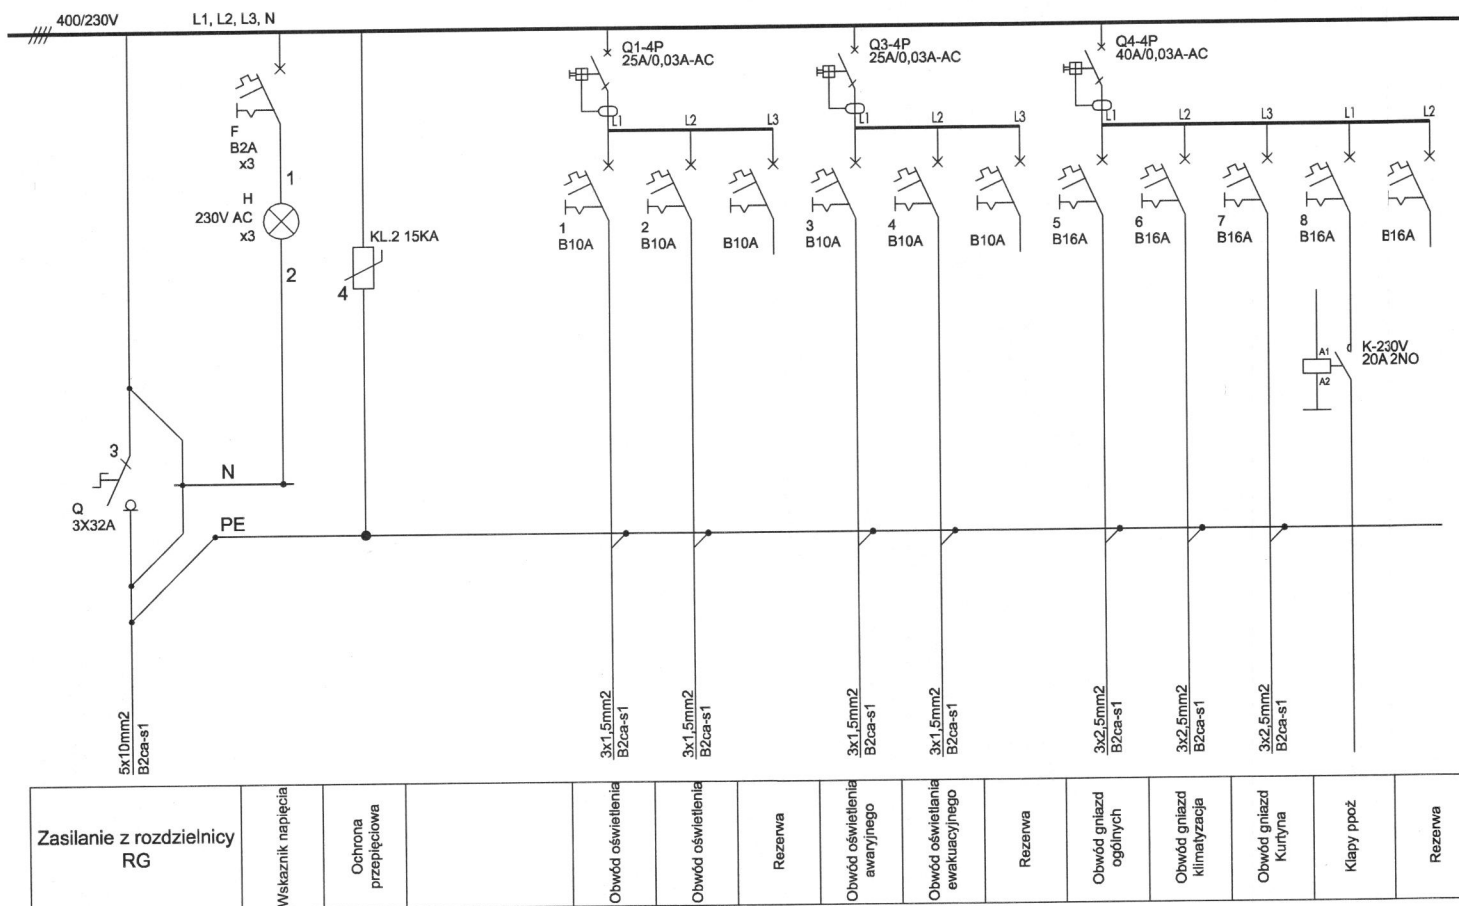 400/230V
L1, L2, L3, N
Q1-4P
25A/0,03A-AC
Q3-4P
25A/0,03A-AC
Q4-4P
40A/0,03A-AC
L1
L2
L3
L1
L2
L3
L1
L2
L3
L1
L2
F
B2A
x3
1
H
230V AC
x3
2
KL.2 15KA
4
1
B10A
2
B10A
B10A
3
B10A
4
B10A
B10A
5
B16A
6
B16A
7
B16A
8
B16A
B16A
A1
A2
K-230V
20A 2NO
3
Q
3X32A
N
PE
5x10mm2
B2ca-s1
3x1,5mm2
B2ca-s1
3x1,5mm2
B2ca-s1
3x1,5mm2
B2ca-s1
3x1,5mm2
B2ca-s1
3x2,5mm2
B2ca-s1
3x2,5mm2
B2ca-s1
3x2,5mm2
B2ca-s1
Zasilanie z rozdzielnicy
RG
Wskaznik napięcia
Ochrona
przepięciowa
Obwód oświetlenia
Obwód oświetlenia
Rezerwa
Obwód oświetlenia
awaryjnego
Obwód oświetlania
ewakuacyjnego
Rezerwa
Obwód gniazd
ogólnych
Obwód gniazd
klimatyzacja
Obwód gniazd
Kurtyna
Klapy ppoż
Rezerwa